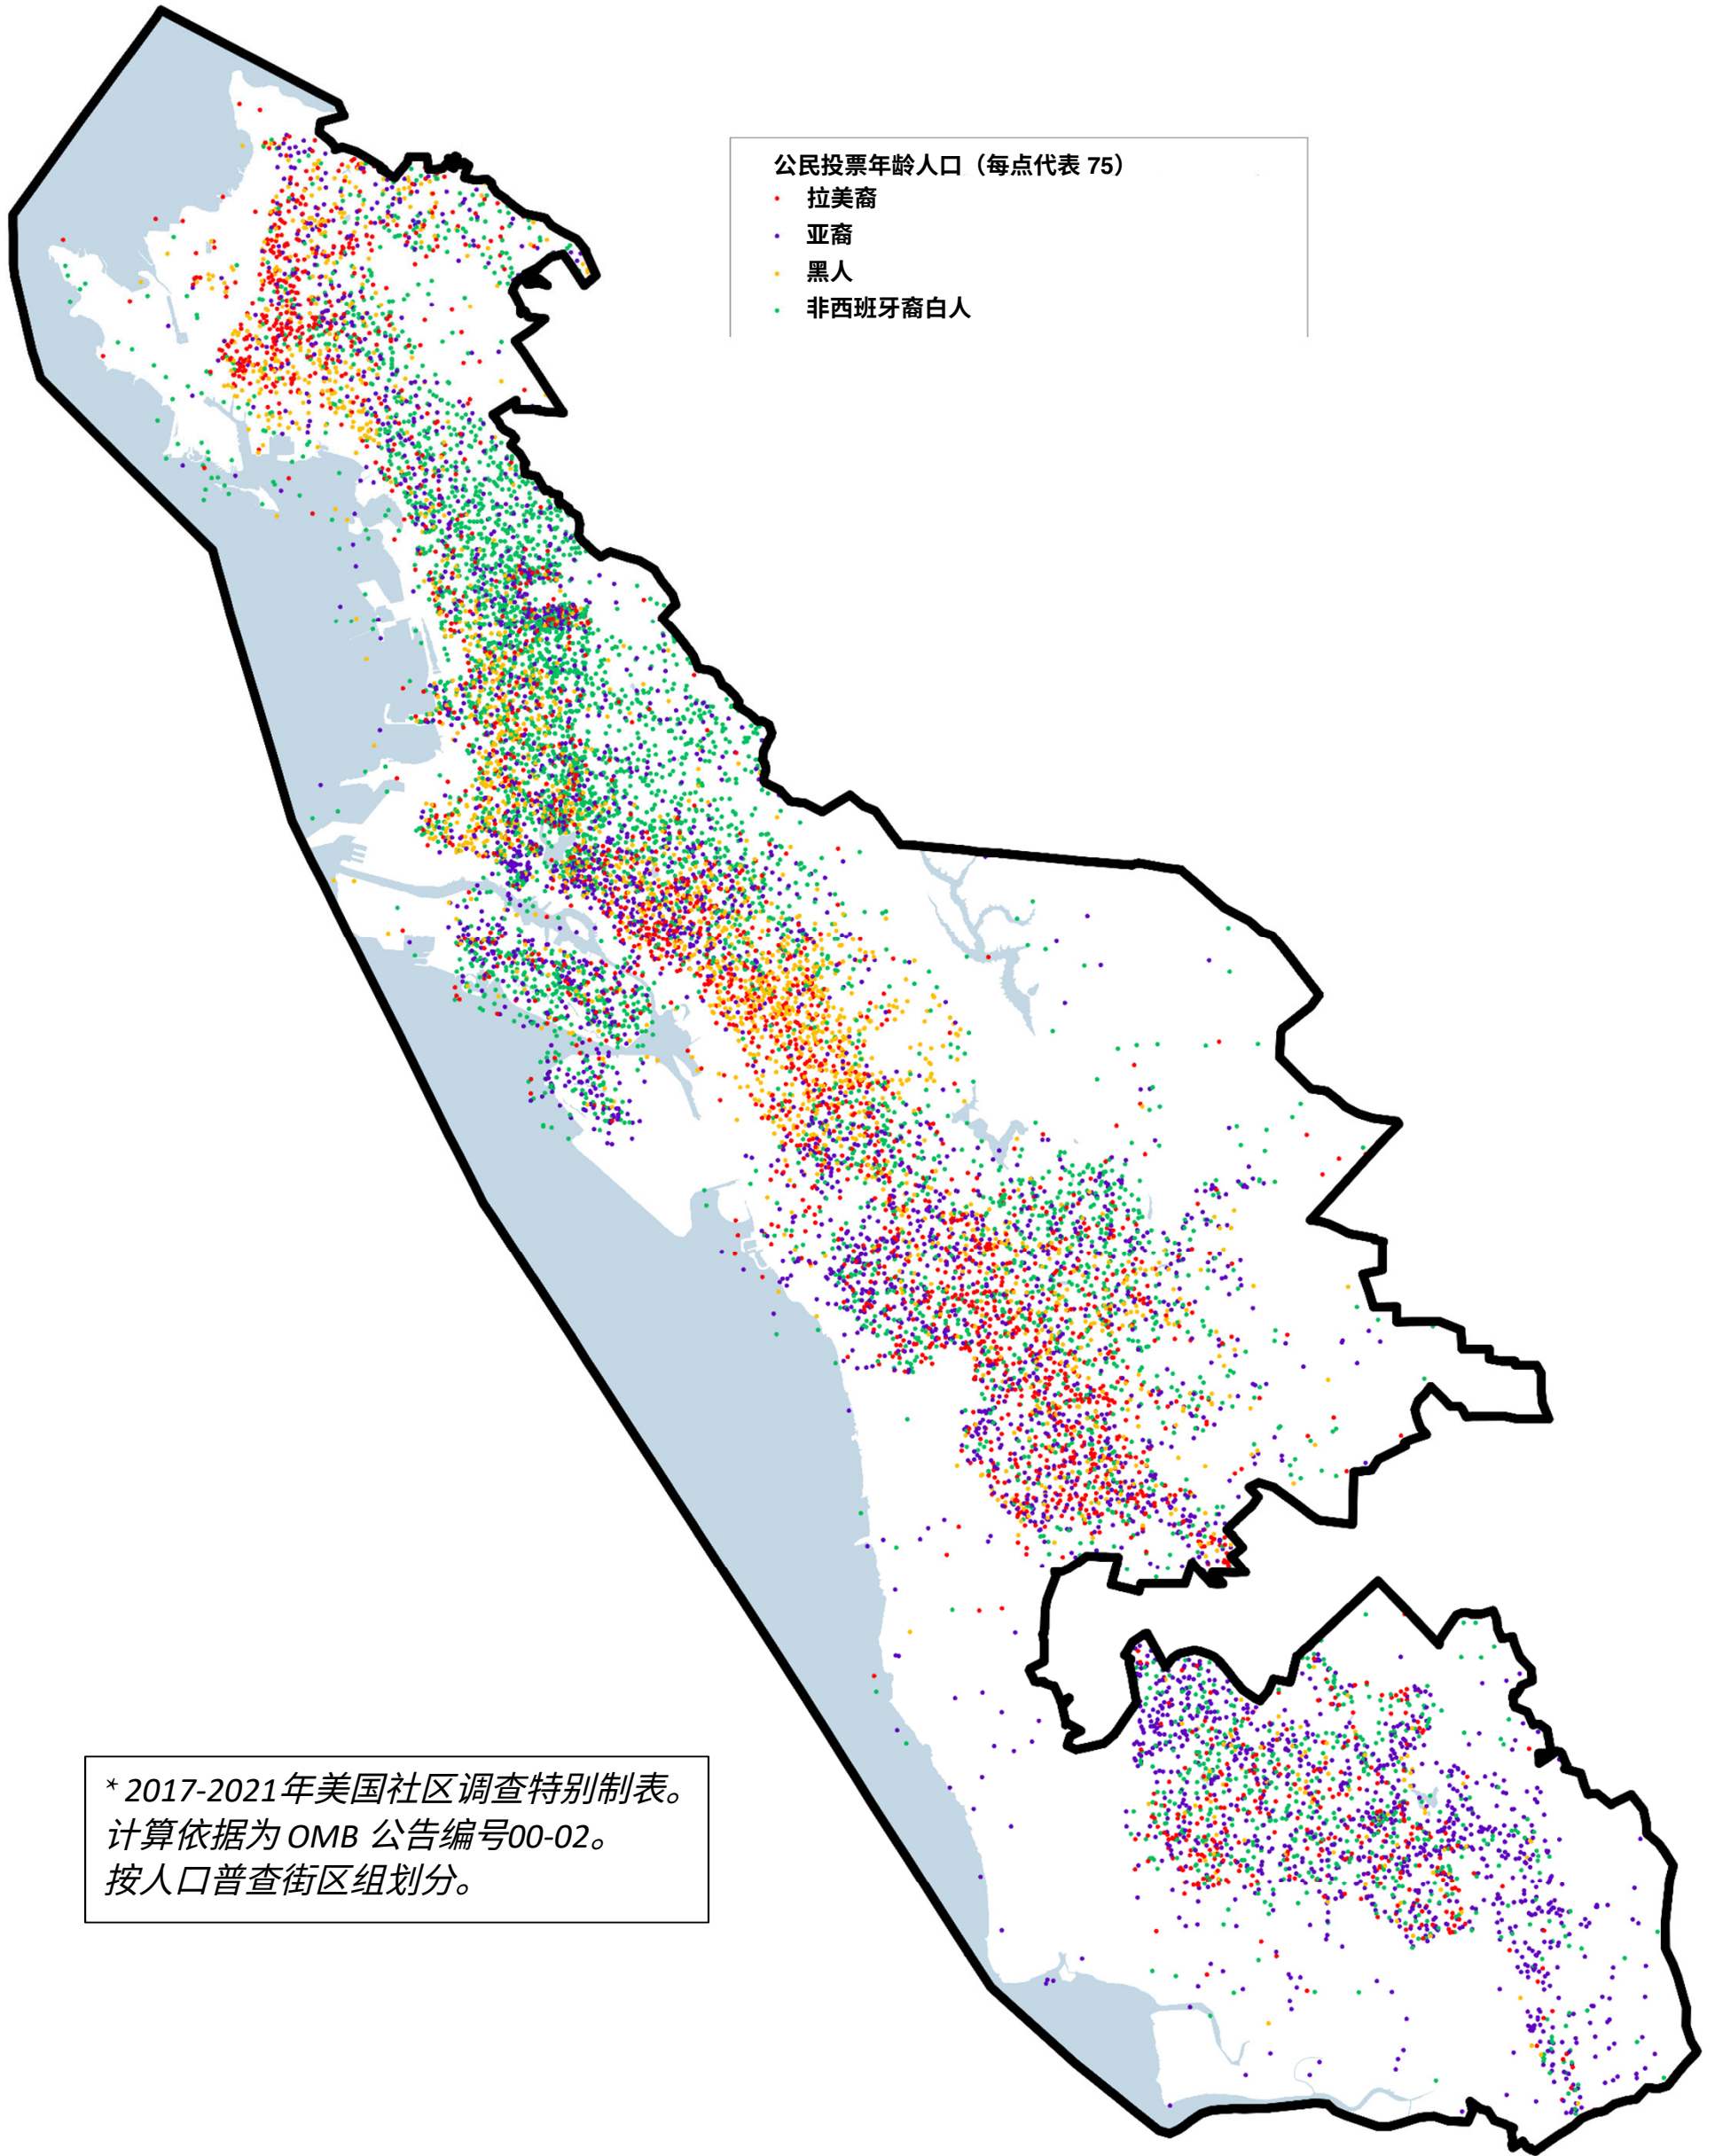 公民投票年龄人口（每点代表 75）
拉美裔
亚裔
黑人
非西班牙裔白人
* 2017-2021年美国社区调查特别制表。
计算依据为 OMB 公告编号00-02。
按人口普查街区组划分。